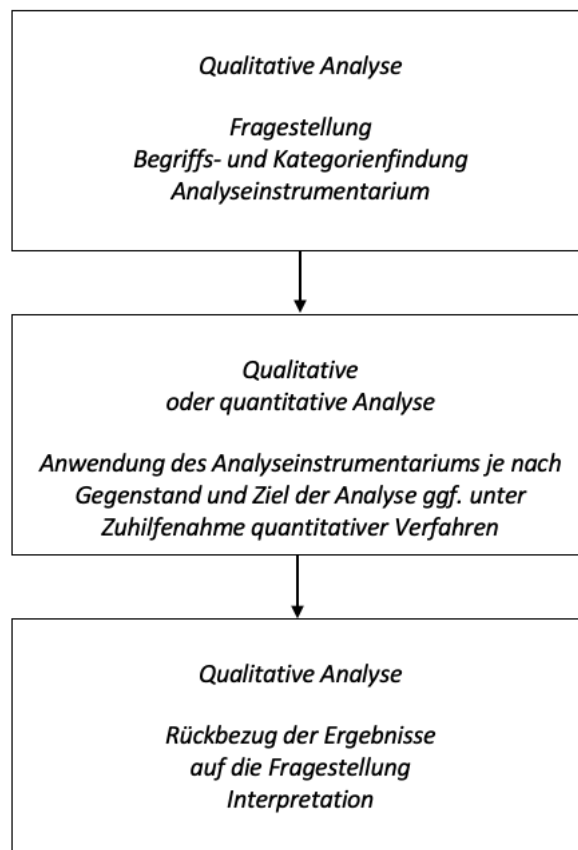 Qualitative Analyse
Fragestellung
Begriffs- und Kategorienfindung
Analyseinstrumentarium
Qualitative
oder quantitative Analyse
Anwendung des Analyseinstrumentariums je nach
Gegenstand und Ziel der Analyse ggf. unter
Zuhilfenahme quantitativer Verfahren
Qualitative Analyse
Rückbezug der Ergebnisse
auf die Fragestellung
Interpretation